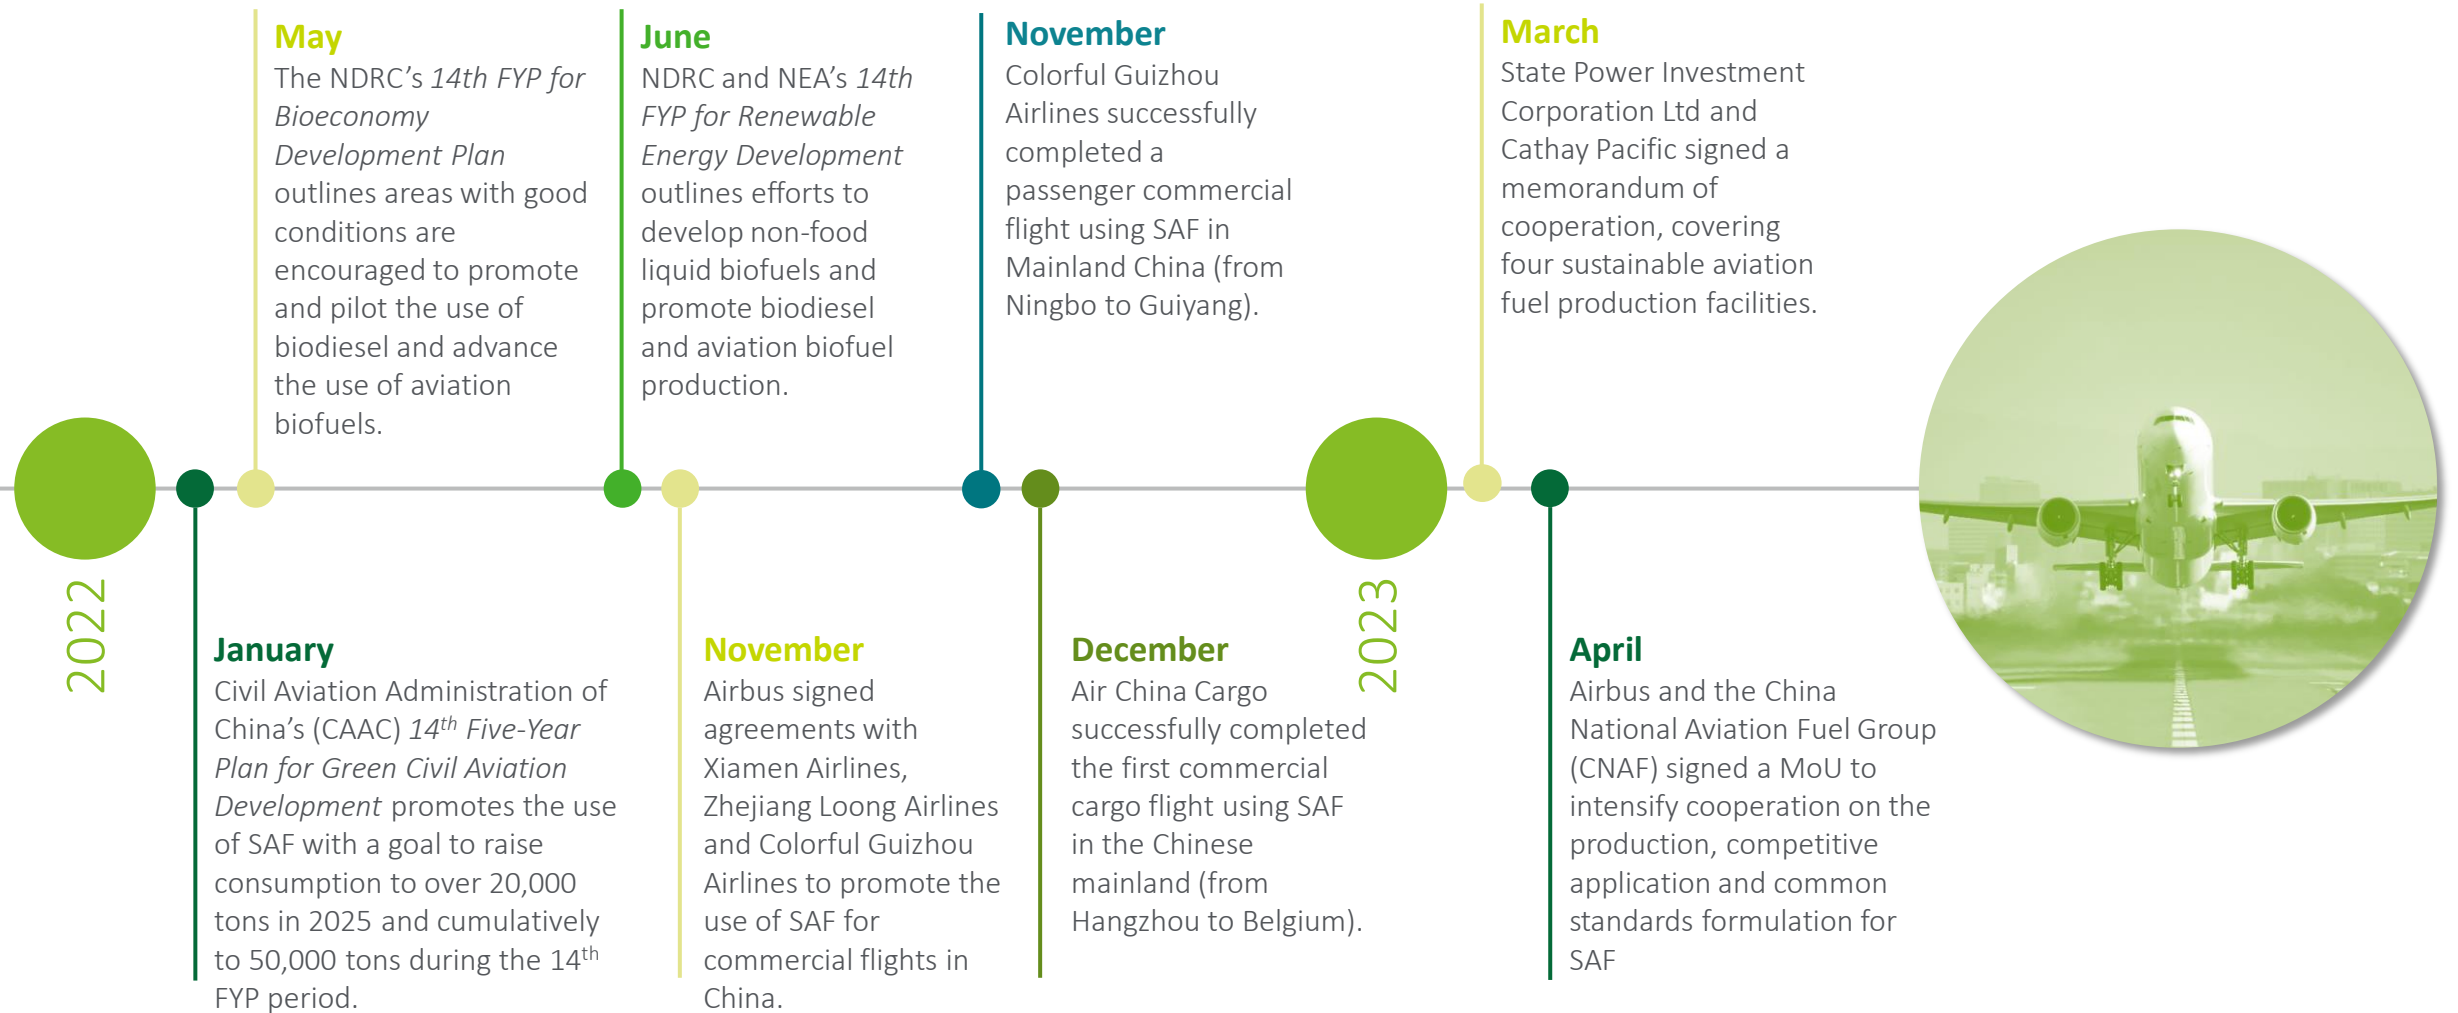 May
The NDRC’s 14th FYP for
Bioeconomy
Development Plan
outlines areas with good
conditions are
encouraged to promote
and pilot the use of
biodiesel and advance
the use of aviation
biofuels.
June
NDRC and NEA’s 14th
FYP for Renewable
Energy Development
outlines efforts to
develop non-food
liquid biofuels and
promote biodiesel
and aviation biofuel
production.
November
Colorful Guizhou
Airlines successfully
completed a
passenger commercial
flight using SAF in
Mainland China (from
Ningbo to Guiyang).
March
State Power Investment
Corporation Ltd and
Cathay Pacific signed a
memorandum of
cooperation, covering
four sustainable aviation
fuel production facilities.
2022
January
Civil Aviation Administration of
China’s (CAAC) 14th Five-Year
Plan for Green Civil Aviation
Development promotes the use
of SAF with a goal to raise
consumption to over 20,000
tons in 2025 and cumulatively
to 50,000 tons during the 14th
FYP period.
November
Airbus signed
agreements with
Xiamen Airlines,
Zhejiang Loong Airlines
and Colorful Guizhou
Airlines to promote the
use of SAF for
commercial flights in
China.
December
Air China Cargo
successfully completed
the first commercial
cargo flight using SAF
in the Chinese
mainland (from
Hangzhou to Belgium).
2023
April
Airbus and the China
National Aviation Fuel Group
(CNAF) signed a MoU to
intensify cooperation on the
production, competitive
application and common
standards formulation for
SAF